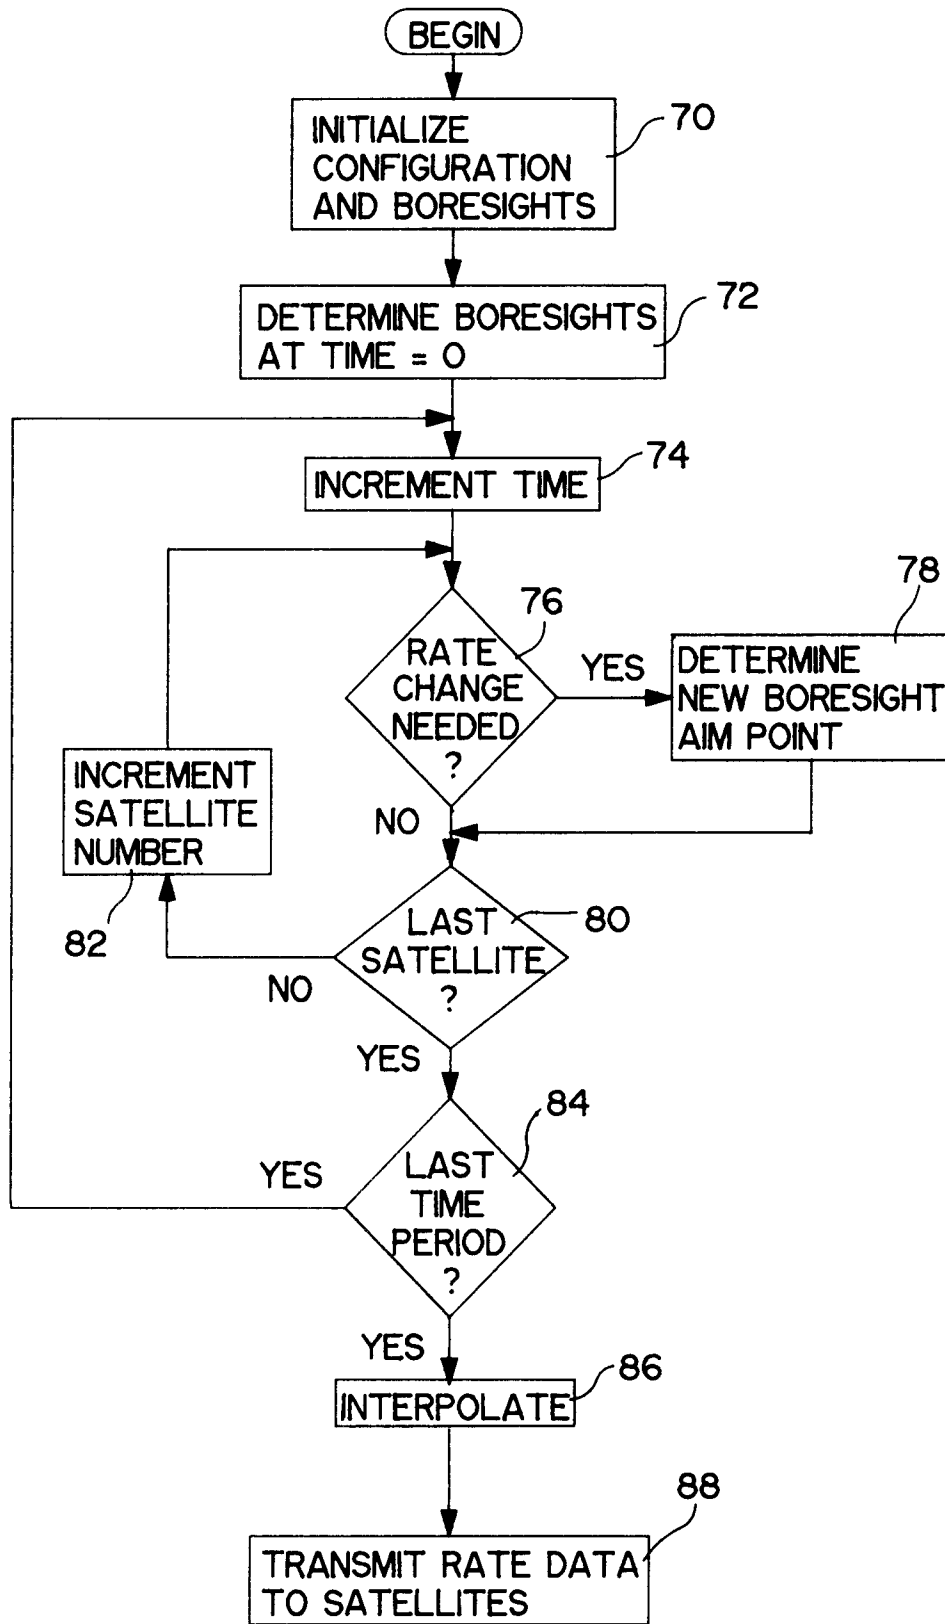 BEGIN
INITIALIZE
CONFIGURATION
AND BORESIGHTS
70
DETERMINE BORESIGHTS
AT TIME = 0
72
INCREMENT TIME
74
RATE
CHANGE
NEEDED
?
76
YES
DETERMINE
NEW BORESIGHT
AIM POINT
78
NO
INCREMENT
SATELLITE
NUMBER
82
LAST
SATELLITE
?
80
NO
YES
LAST
TIME
PERIOD
?
84
YES
YES
INTERPOLATE
86
TRANSMIT RATE DATA
TO SATELLITES
88